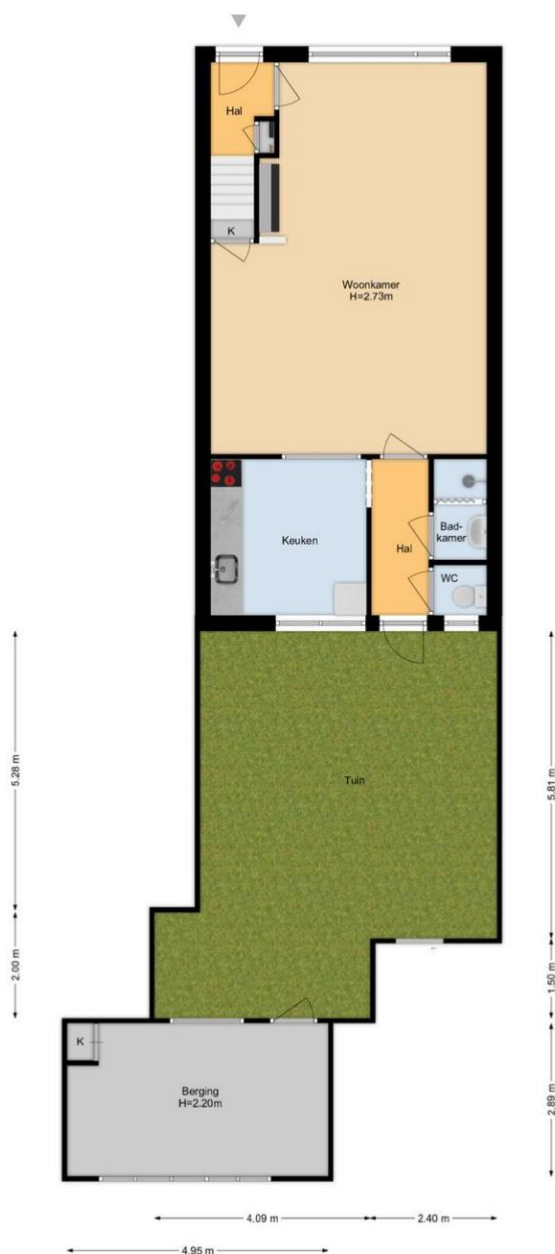 Hal
K
Woonkamer
H=2.73m
Keuken
Hal
Bad-
kamer
WC
Tuin
5.28 m
5.81 m
2.00 m
1.50 m
K
Berging
H=2.20m
2.89 m
4.09 m
2.40 m
4.95 m